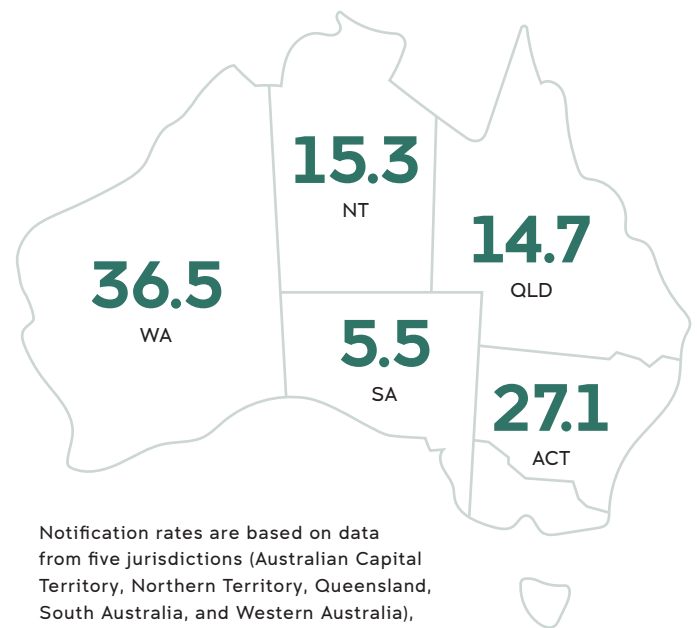 15.3
NT
14.7
QLD
36.5
WA
5.5
SA
27.1
ACT
Notification rates are based on data
from five jurisdictions (Australian Capital
Territory, Northern Territory, Queensland,
South Australia, and Western Australia),